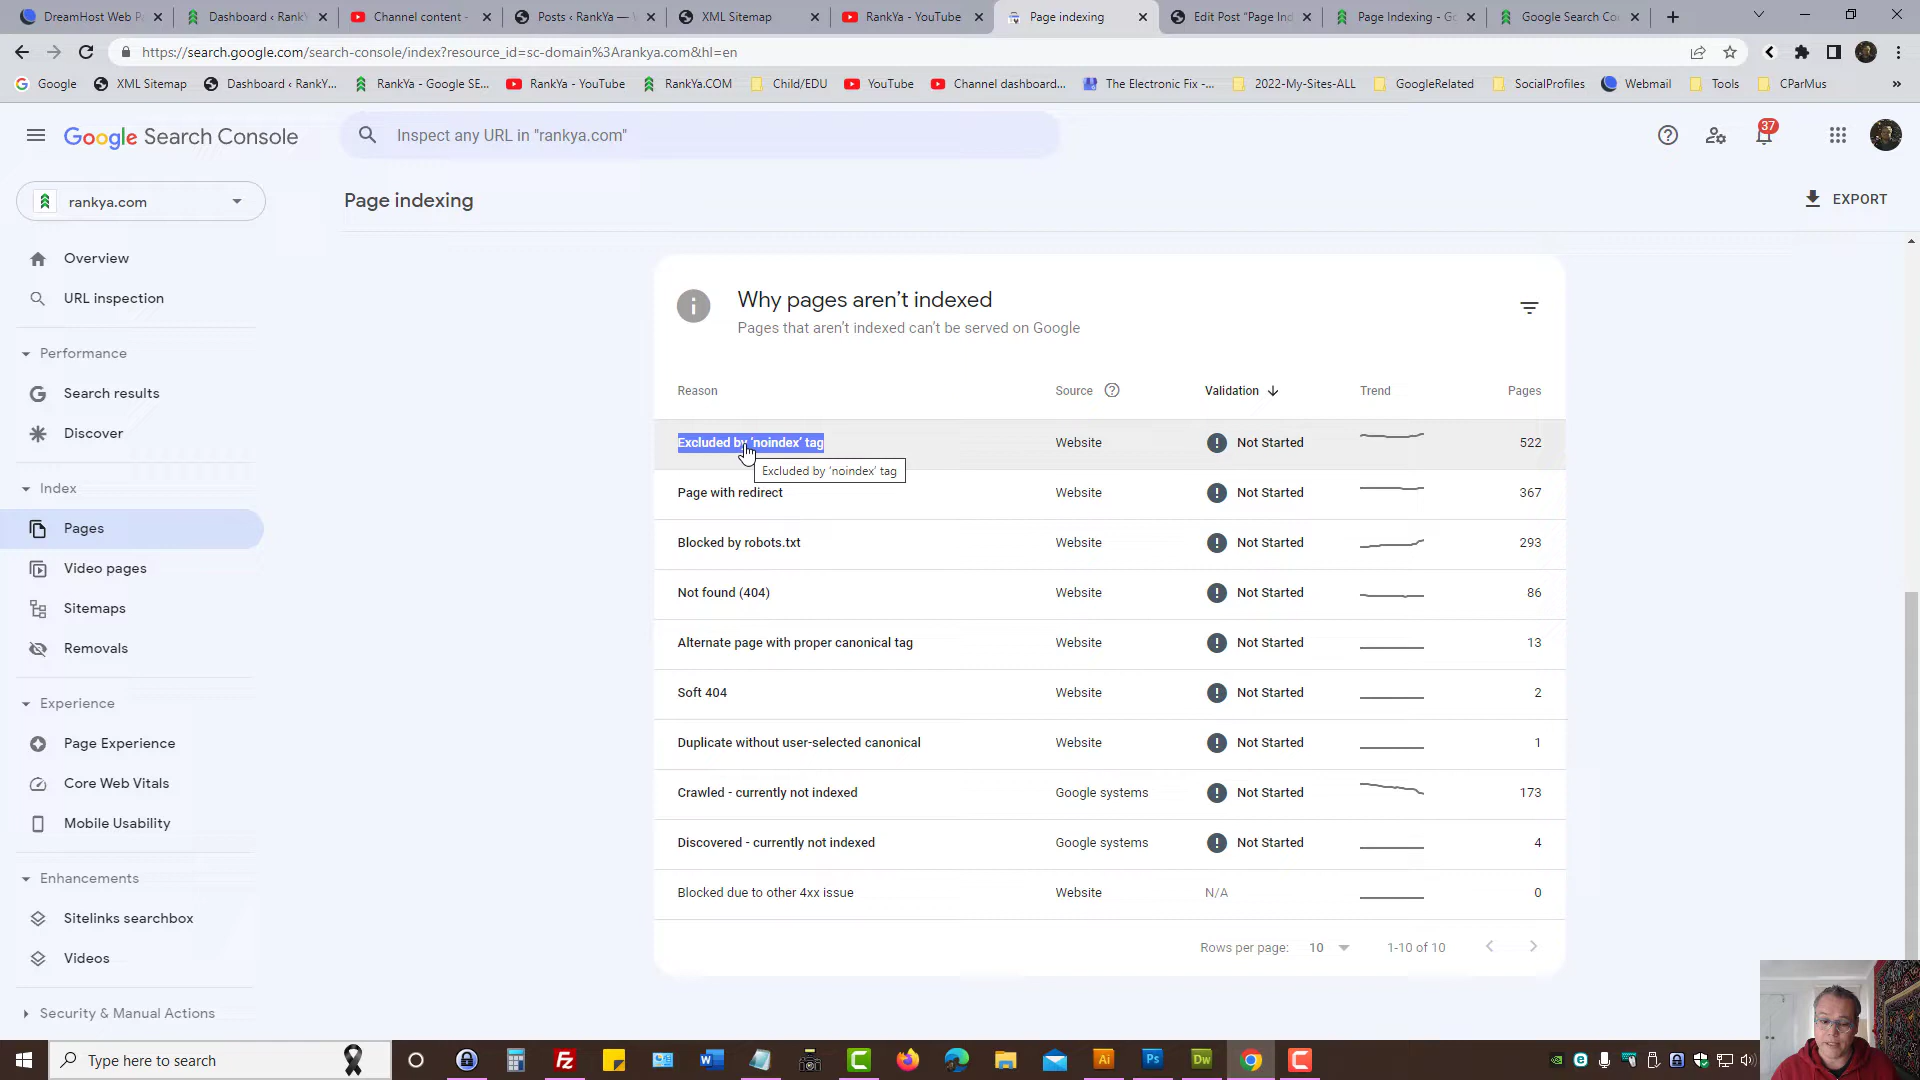 DreamHost Web P
Dashboard ‹ RankY
Channel content -
Posts ‹ RankYa —
XML Sitemap
RankYa - YouTube
Page indexing
Edit Post "Page Ind
Page Indexing - Go
Google Search Co
https://search.google.com/search-console/index?resource_id=sc-domain%3Arankya.com&hl=en
Google
XML Sitemap
Dashboard ‹ RankY...
RankYa - Google SE...
RankYa - YouTube
RankYA.COM
Child/EDU
YouTube
Channel dashboard...
The Electronic Fix -...
2022-My-Sites-ALL
GoogleRelated
SocialProfiles
Webmail
Tools
CParMus
»
Google Search Console
Inspect any URL in "rankya.com"
37
rankya.com
Page indexing
EXPORT
Overview
URL inspection
Performance
Search results
Discover
Index
Pages
Video pages
Sitemaps
Removals
Experience
Page Experience
Core Web Vitals
Mobile Usability
Enhancements
Sitelinks searchbox
Videos
Security & Manual Actions
Why pages aren't indexed
Pages that aren't indexed can't be served on Google
Reason Source Validation Trend Pages
Excluded by 'noindex' tag Website Not Started 522
Excluded by 'noindex' tag
Page with redirect Website Not Started 367
Blocked by robots.txt Website Not Started 293
Not found (404) Website Not Started 86
Alternate page with proper canonical tag Website Not Started 13
Soft 404 Website Not Started 2
Duplicate without user-selected canonical Website Not Started 1
Crawled - currently not indexed Google systems Not Started 173
Discovered - currently not indexed Google systems Not Started 4
Blocked due to other 4xx issue Website N/A 0
Rows per page: 10 1-10 of 10
Type here to search
Fz
Ai
Ps
Dw